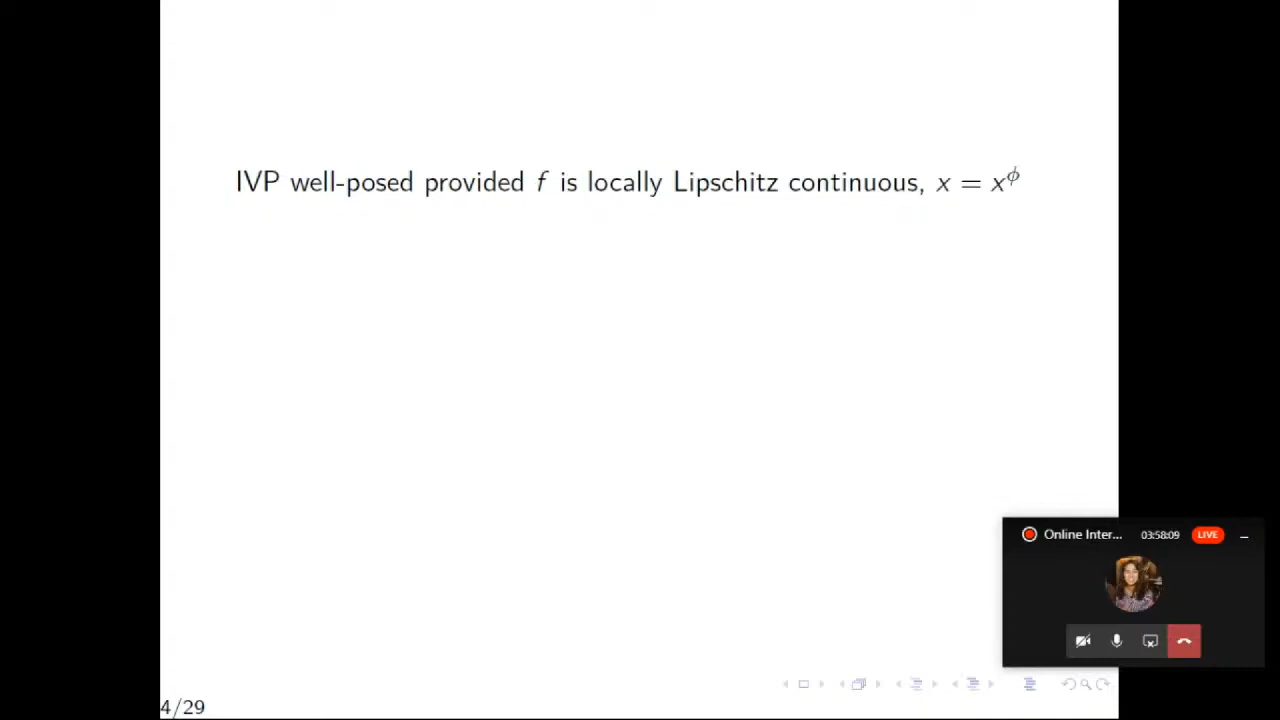 IVP well-posed provided f is locally Lipschitz continuous, x = x^ϕ
Online Inter... 03:58:09 LIVE
4/29